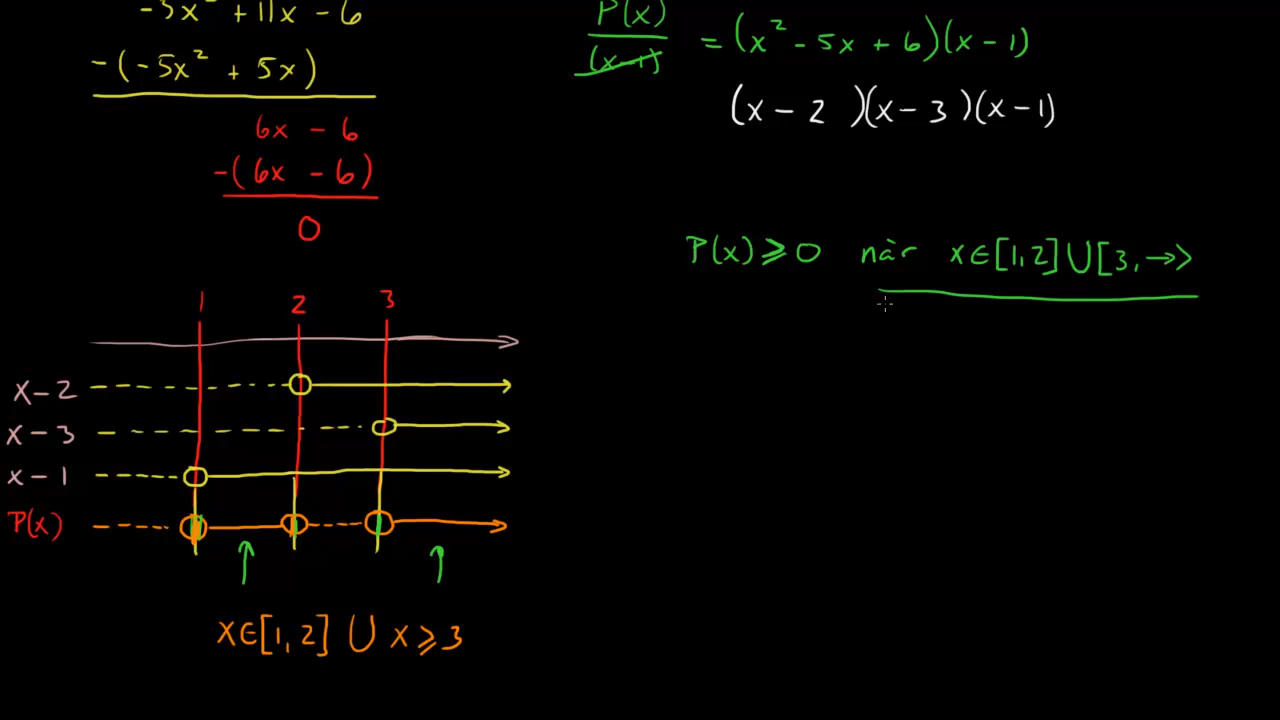 -5x² + 11x - 6
-(-5x² + 5x)
6x - 6
-(6x - 6)
0
P(x)
(x-1)
= (x² - 5x + 6)(x - 1)
(x - 2 )(x - 3)(x - 1)
P(x) ⩾ 0 når x∈[1,2]∪[3,→⟩
1 2 3
x-2
x-3
x-1
P(x)
x∈[1,2] ∪ x⩾3